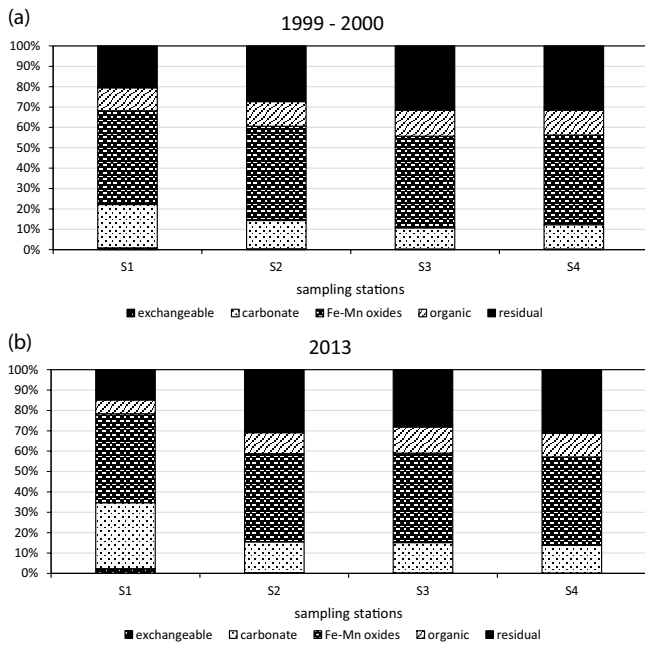 (a)
1999 - 2000
100%
90%
80%
70%
60%
50%
40%
30%
20%
10%
0%
S1 S2 S3 S4
sampling stations
excheangeable carbonate Fe-Mn oxides organic residual
(b)
2013
100%
90%
80%
70%
60%
50%
40%
30%
20%
10%
0%
S1 S2 S3 S4
sampling stations
exchangeable carbonate Fe-Mn oxides organic residual